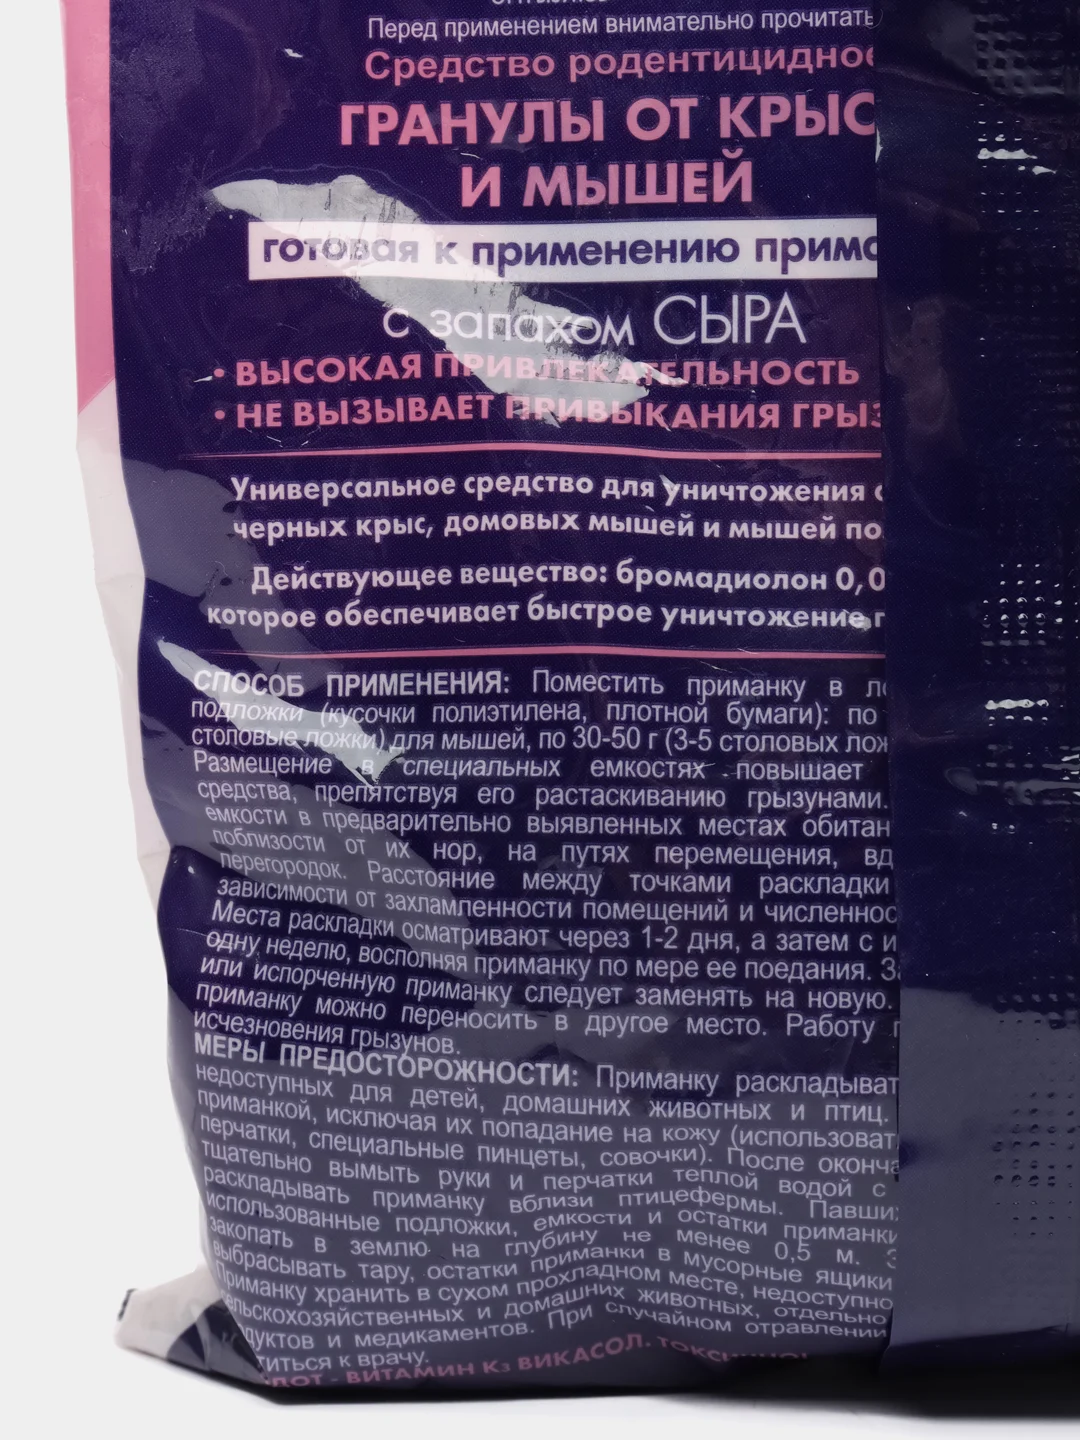 Перед применением внимательно прочитать
Средство родентицидное
ГРАНУЛЫ ОТ КРЫС
И МЫШЕЙ
готовая к применению прима
с запахом СЫРА
• ВЫСОКАЯ ПРИВЛЕКАТЕЛЬНОСТЬ
• НЕ ВЫЗЫВАЕТ ПРИВЫКАНИЯ ГРЫЗ
Универсальное средство для уничтожения с
черных крыс, домовых мышей и мышей по
Действующее вещество: бромадиолон 0,0
которое обеспечивает быстрое уничтожение г
СПОСОБ ПРИМЕНЕНИЯ: Поместить приманку в л
подложки (кусочки полиэтилена, плотной бумаги): по
столовые ложки) для мышей, по 30-50 г (3-5 столовых лож
Размещение в специальных емкостях повышает
средства, препятствуя его растаскиванию грызунами.
емкости в предварительно выявленных местах обитан
поблизости от их нор, на путях перемещения, вд
перегородок. Расстояние между точками раскладки
зависимости от захламленности помещений и численнос
Места раскладки осматривают через 1-2 дня, а затем с и
одну неделю, восполняя приманку по мере ее поедания. З
или испорченную приманку следует заменять на новую.
приманку можно переносить в другое место. Работу п
исчезновения грызунов.
МЕРЫ ПРЕДОСТОРОЖНОСТИ: Приманку раскладыват
недоступных для детей, домашних животных и птиц.
приманкой, исключая их попадание на кожу (использоват
перчатки, специальные пинцеты, совочки). После оконча
тщательно вымыть руки и перчатки теплой водой с
раскладывать приманку вблизи птицефермы. Павши
использованные подложки, емкости и остатки приманки
закопать в землю на глубину не менее 0,5 м. З
выбрасывать тару, остатки приманки в мусорные ящики
Приманку хранить в сухом прохладном месте, недоступно
ельскохозяйственных и домашних животных, отдельно
дуктов и медикаментов. При случайном отравлении
титься к врачу.
ДОТ - ВИТАМИН К₃ ВИКАСОЛ.